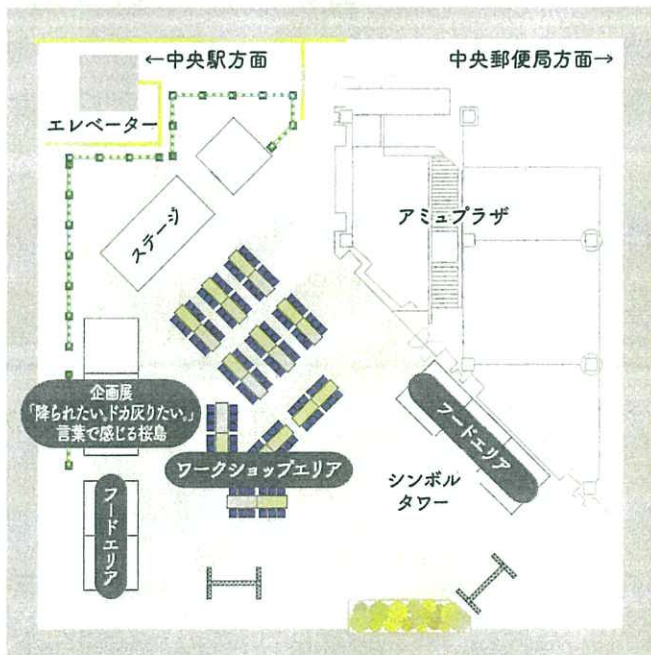 ←中央駅方面
中央郵便局方面→
エレベーター
ステージ
アミュプラザ
企画展
「降られたい。ドカ灰りたい。」
言葉で感じる桜島
フードエリア
ワークショップエリア
シンボル
タワー
フードエリア